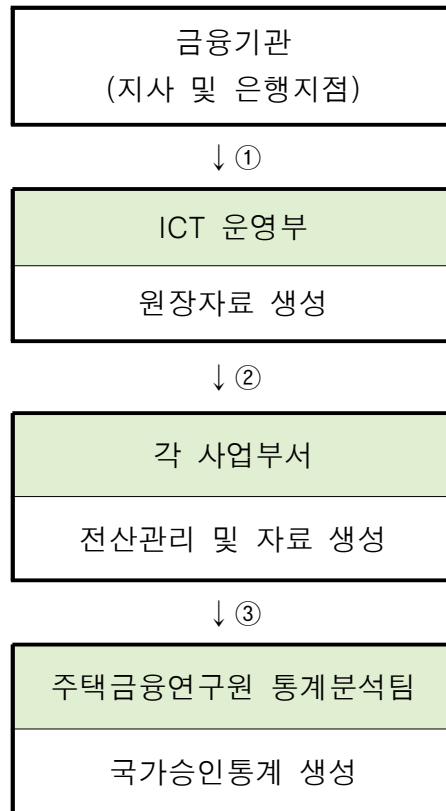 금융기관
(지사 및 은행지점)
↓ ①
ICT 운영부
원장자료 생성
↓ ②
각 사업부서
전산관리 및 자료 생성
↓ ③
주택금융연구원 통계분석팀
국가승인통계 생성